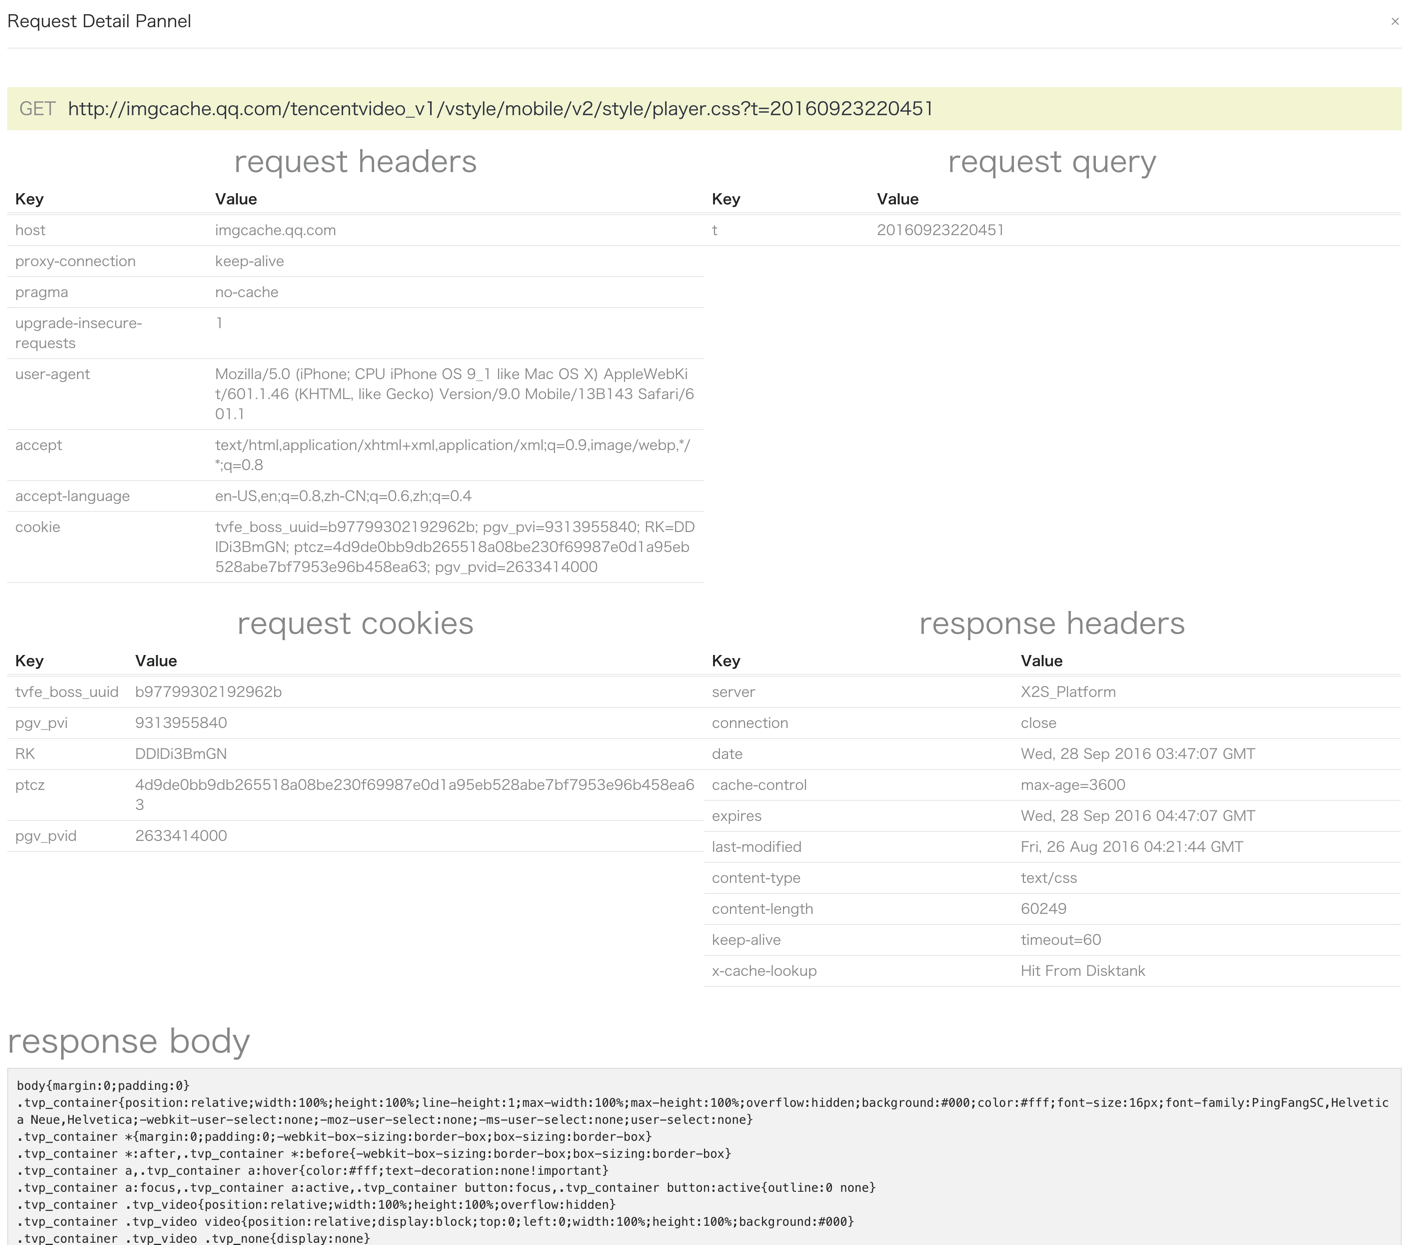 Request Detail Pannel
×
GET http://imgcache.qq.com/tencentvideo_v1/vstyle/mobile/v2/style/player.css?t=20160923220451
request headers
Key Value
host imgcache.qq.com
proxy-connection keep-alive
pragma no-cache
upgrade-insecure- 1
requests
user-agent Mozilla/5.0 (iPhone; CPU iPhone OS 9_1 like Mac OS X) AppleWebKi
t/601.1.46 (KHTML, like Gecko) Version/9.0 Mobile/13B143 Safari/6
01.1
accept text/html,application/xhtml+xml,application/xml;q=0.9,image/webp,*/
*;q=0.8
accept-language en-US,en;q=0.8,zh-CN;q=0.6,zh;q=0.4
cookie tvfe_boss_uuid=b97799302192962b; pgv_pvi=9313955840; RK=DD
lDi3BmGN; ptcz=4d9de0bb9db265518a08be230f69987e0d1a95eb
528abe7bf7953e96b458ea63; pgv_pvid=2633414000
request query
Key Value
t 20160923220451
request cookies
Key Value
tvfe_boss_uuid b97799302192962b
pgv_pvi 9313955840
RK DDlDi3BmGN
ptcz 4d9de0bb9db265518a08be230f69987e0d1a95eb528abe7bf7953e96b458ea6
3
pgv_pvid 2633414000
response headers
Key Value
server X2S_Platform
connection close
date Wed, 28 Sep 2016 03:47:07 GMT
cache-control max-age=3600
expires Wed, 28 Sep 2016 04:47:07 GMT
last-modified Fri, 26 Aug 2016 04:21:44 GMT
content-type text/css
content-length 60249
keep-alive timeout=60
x-cache-lookup Hit From Disktank
response body
body{margin:0;padding:0}
.tvp_container{position:relative;width:100%;height:100%;line-height:1;max-width:100%;max-height:100%;overflow:hidden;background:#000;color:#fff;font-size:16px;font-family:PingFangSC,Helvetic
a Neue,Helvetica;-webkit-user-select:none;-moz-user-select:none;-ms-user-select:none;user-select:none}
.tvp_container *{margin:0;padding:0;-webkit-box-sizing:border-box;box-sizing:border-box}
.tvp_container *:after,.tvp_container *:before{-webkit-box-sizing:border-box;box-sizing:border-box}
.tvp_container a,.tvp_container a:hover{color:#fff;text-decoration:none!important}
.tvp_container a:focus,.tvp_container a:active,.tvp_container button:focus,.tvp_container button:active{outline:0 none}
.tvp_container .tvp_video{position:relative;width:100%;height:100%;overflow:hidden}
.tvp_container .tvp_video video{position:relative;display:block;top:0;left:0;width:100%;height:100%;background:#000}
.tvp_container .tvp_video .tvp_none{display:none}